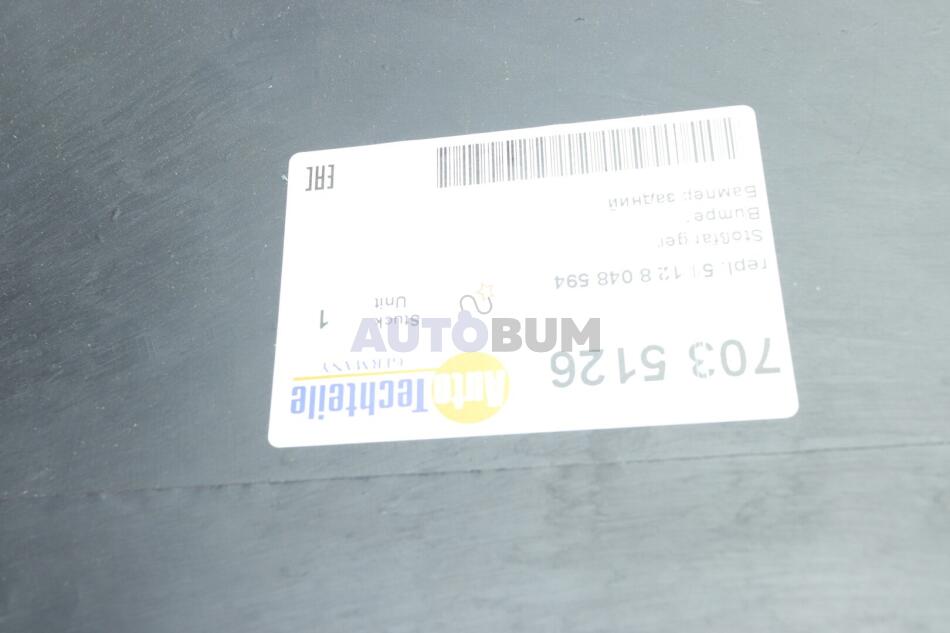 Auto Techteile
GERMANY
703 5126
1 Stück
Unit
repl. 51 12 8 048 594
Stoßfänger
Bumper
Бампер задний
EAC
AUTOBUM